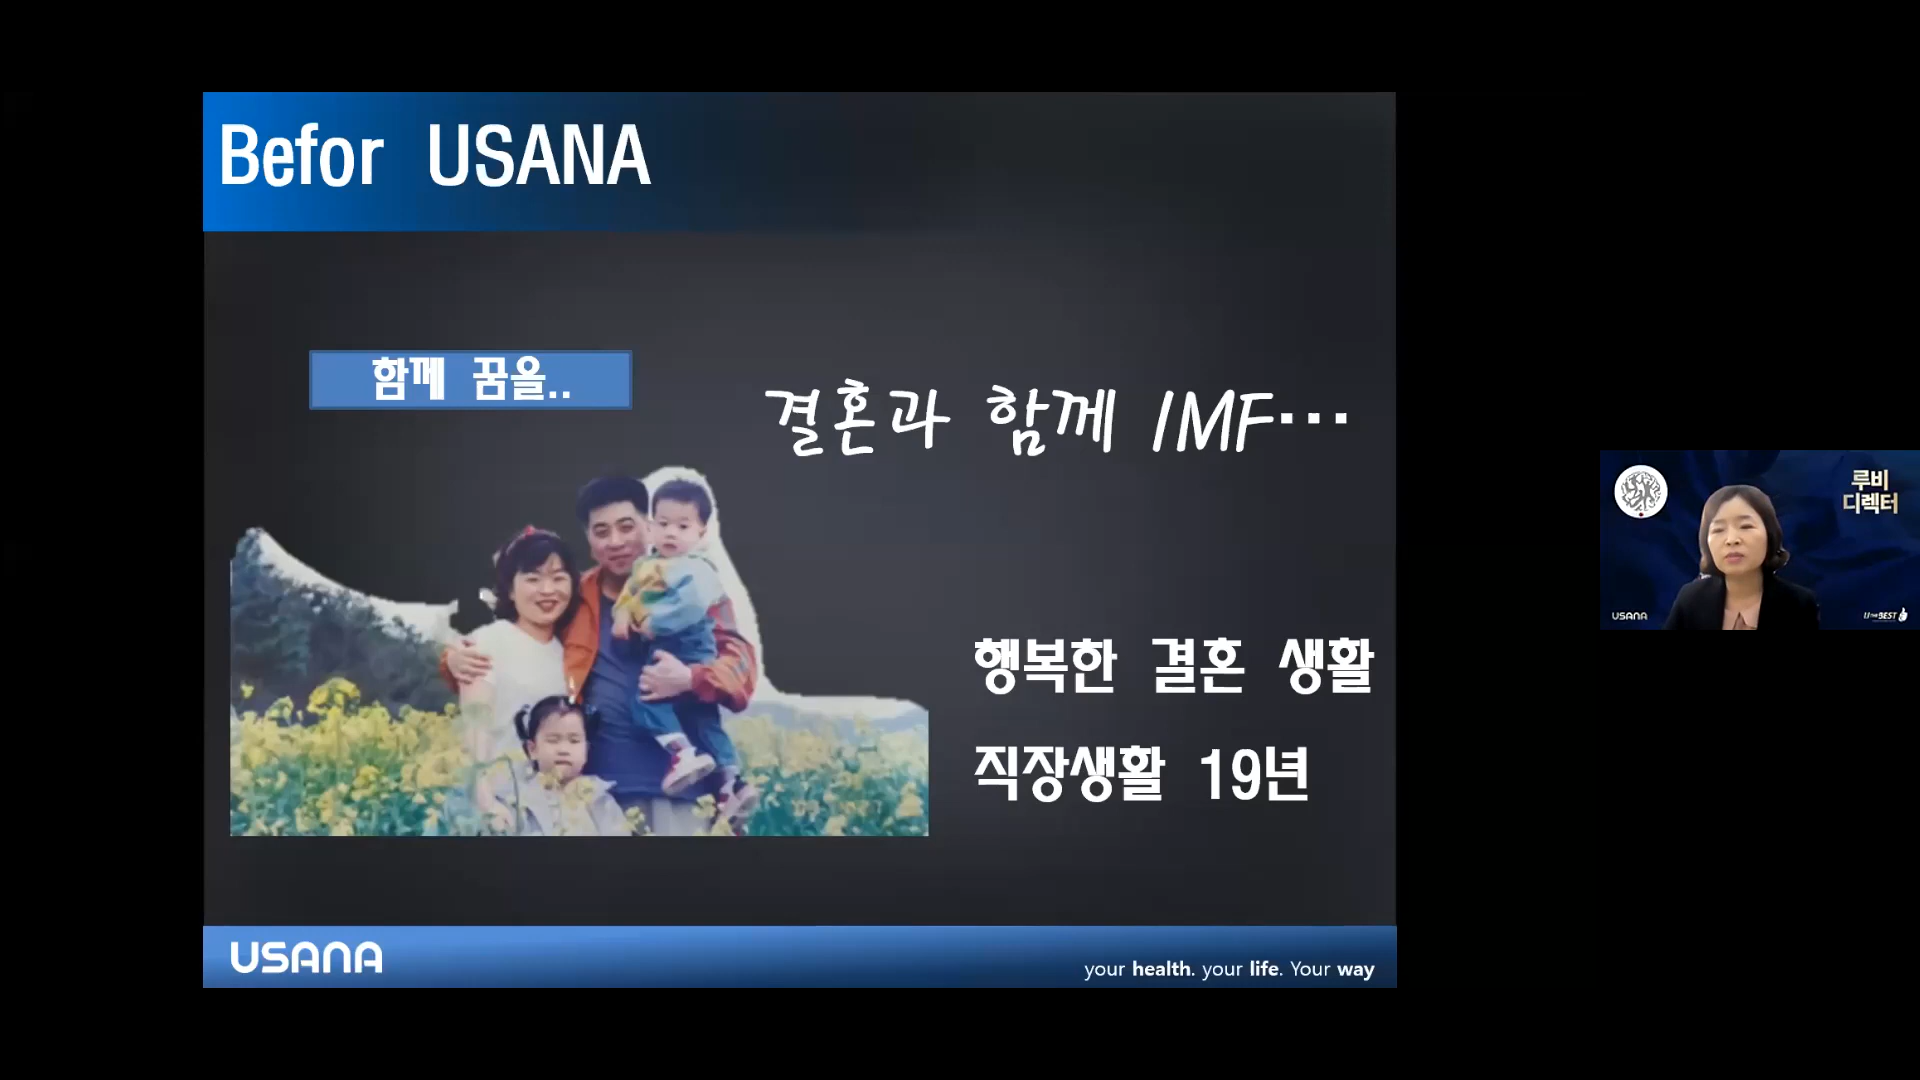 Befor USANA
함께 꿈을..
결혼과 함께 IMF…
행복한 결혼 생활
직장생활 19년
USANA
your health. your life. Your way
루비
디렉터
USANA
U THE BEST